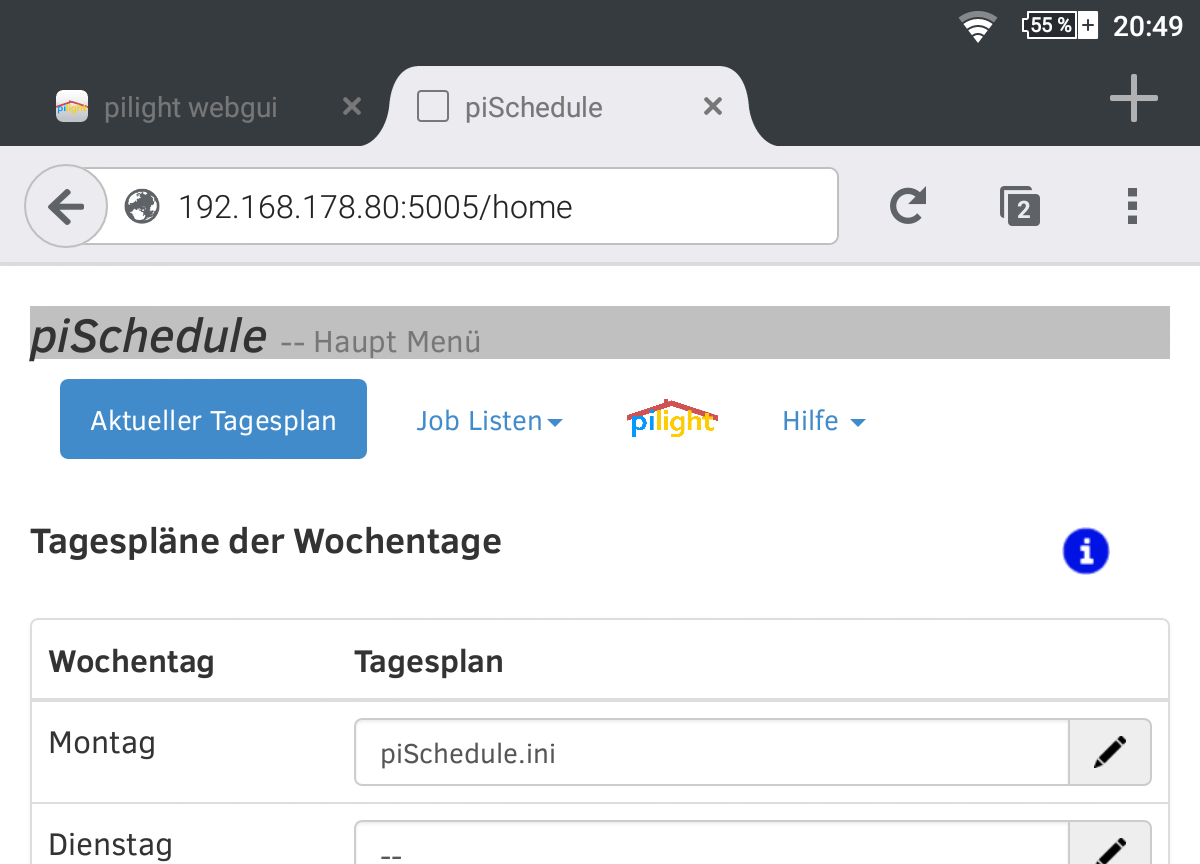 55 % + 20:49
pilight pilight webgui × piSchedule × +
192.168.178.80:5005/home 2
piSchedule -- Haupt Menü
Aktueller Tagesplan Job Listen pilight Hilfe
Tagespläne der Wochentage i
Wochentag Tagesplan
Montag piSchedule.ini
Dienstag --